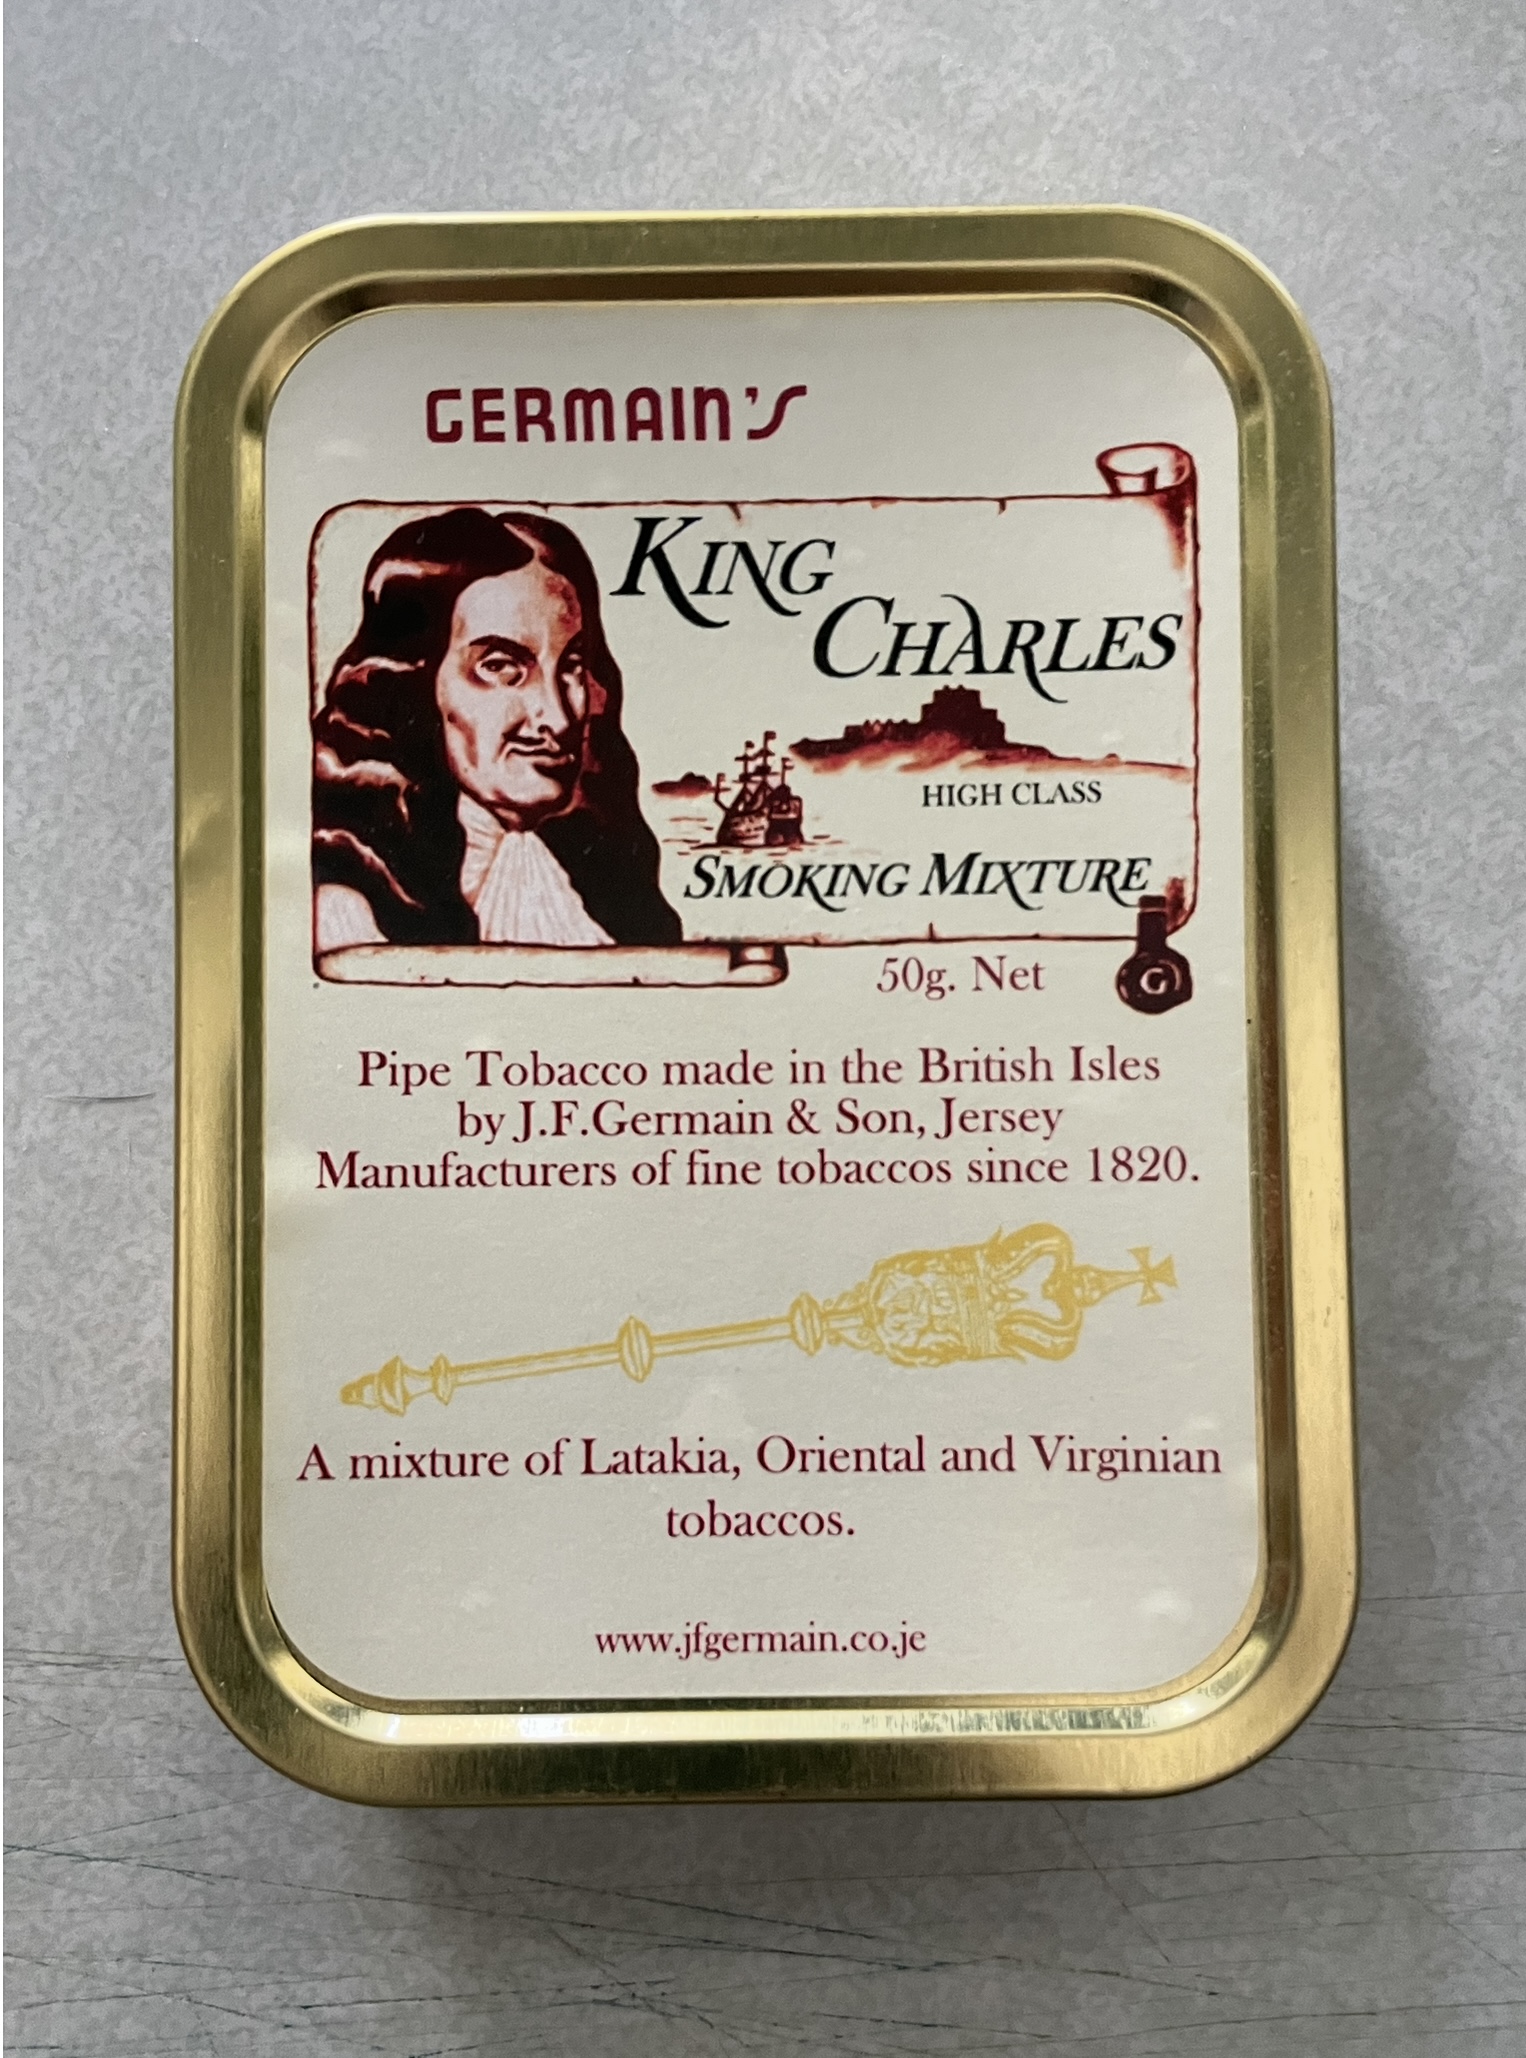 GERMAIN'S
KING
CHARLES
HIGH CLASS
SMOKING MIXTURE
50g. Net
G
Pipe Tobacco made in the British Isles
by J.F.Germain & Son, Jersey
Manufacturers of fine tobaccos since 1820.
A mixture of Latakia, Oriental and Virginian
tobaccos.
www.jfgermain.co.je